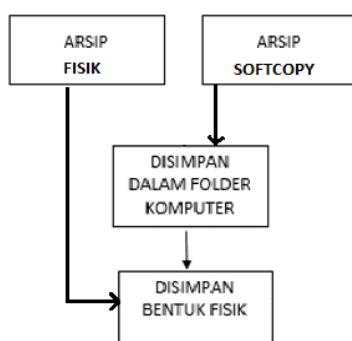 ARSIP
FISIK
ARSIP
SOFTCOPY
DISIMPAN
DALAM FOLDER
KOMPUTER
DISIMPAN
BENTUK FISIK